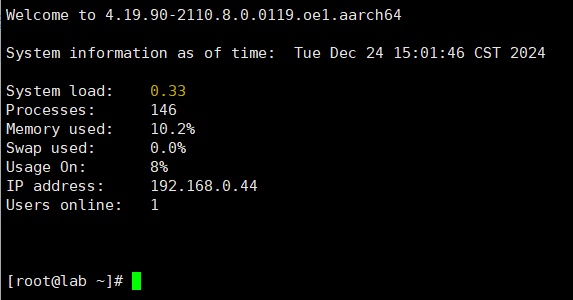 Welcome to 4.19.90-2110.8.0.0119.oe1.aarch64
System information as of time:  Tue Dec 24 15:01:46 CST 2024
System load:    0.33
Processes:      146
Memory used:    10.2%
Swap used:      0.0%
Usage On:       8%
IP address:     192.168.0.44
Users online:   1
[root@lab ~]#